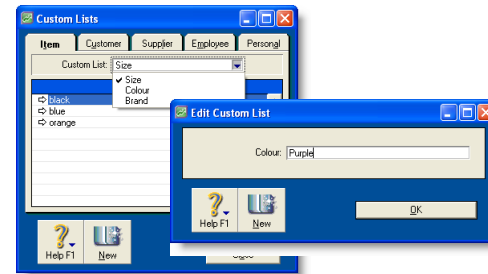 Custom Lists
Item Customer Supplier Employee Personal
Custom List: Size
Size
Colour
Brand
black
blue
orange
Help F1 New
Edit Custom List
Colour: Purple
Help F1 New
OK